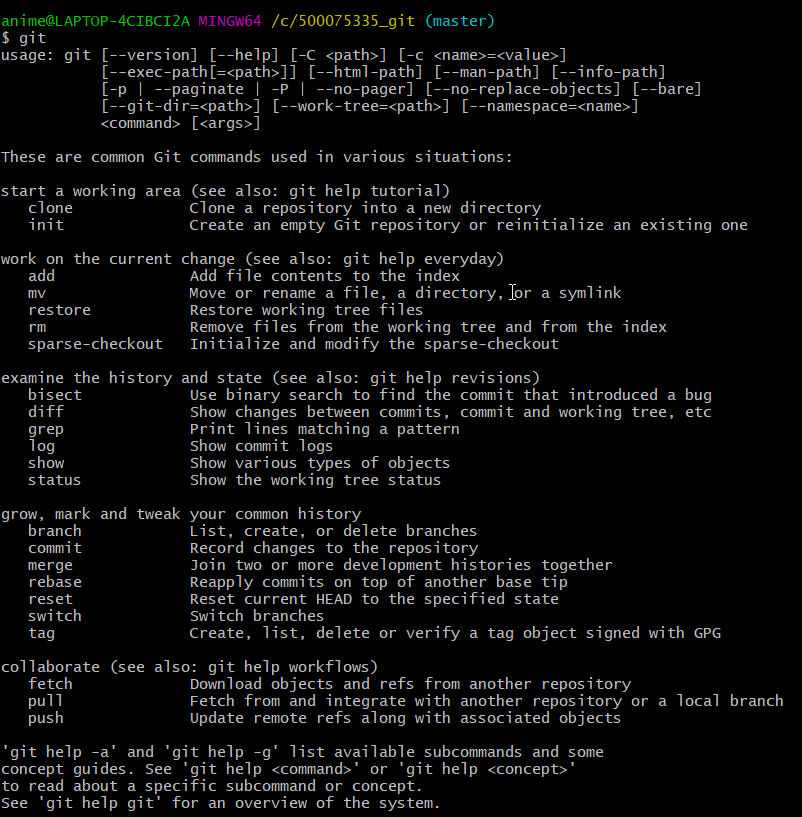 anime@LAPTOP-4CIBCI2A MINGW64 /c/500075335_git (master)
$ git
usage: git [--version] [--help] [-C <path>] [-c <name>=<value>]
           [--exec-path[=<path>]] [--html-path] [--man-path] [--info-path]
           [-p | --paginate | -P | --no-pager] [--no-replace-objects] [--bare]
           [--git-dir=<path>] [--work-tree=<path>] [--namespace=<name>]
           <command> [<args>]

These are common Git commands used in various situations:

start a working area (see also: git help tutorial)
   clone             Clone a repository into a new directory
   init              Create an empty Git repository or reinitialize an existing one

work on the current change (see also: git help everyday)
   add               Add file contents to the index
   mv                Move or rename a file, a directory, or a symlink
   restore           Restore working tree files
   rm                Remove files from the working tree and from the index
   sparse-checkout   Initialize and modify the sparse-checkout

examine the history and state (see also: git help revisions)
   bisect            Use binary search to find the commit that introduced a bug
   diff              Show changes between commits, commit and working tree, etc
   grep              Print lines matching a pattern
   log               Show commit logs
   show              Show various types of objects
   status            Show the working tree status

grow, mark and tweak your common history
   branch            List, create, or delete branches
   commit            Record changes to the repository
   merge             Join two or more development histories together
   rebase            Reapply commits on top of another base tip
   reset             Reset current HEAD to the specified state
   switch            Switch branches
   tag               Create, list, delete or verify a tag object signed with GPG

collaborate (see also: git help workflows)
   fetch             Download objects and refs from another repository
   pull              Fetch from and integrate with another repository or a local branch
   push              Update remote refs along with associated objects

'git help -a' and 'git help -g' list available subcommands and some
concept guides. See 'git help <command>' or 'git help <concept>'
to read about a specific subcommand or concept.
See 'git help git' for an overview of the system.